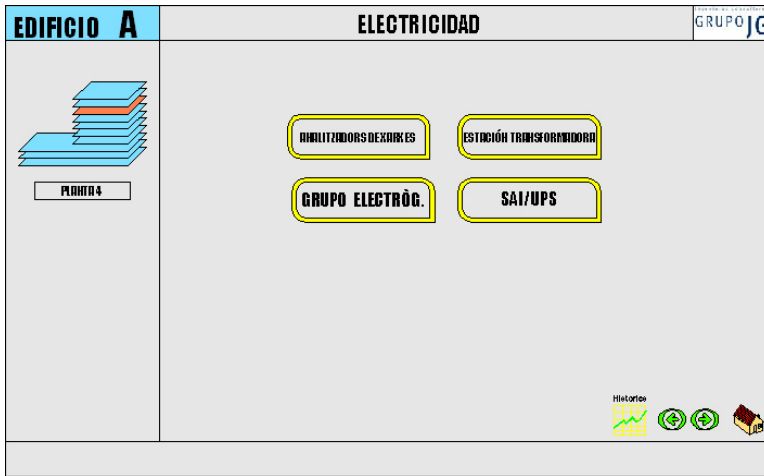 EDIFICIO A
ELECTRICIDAD
GRUPO JG
ANALITZADORS DE XARXES
ESTACIÓN TRANSFORMADORA
PLANTA 4
GRUPO ELECTRÒG.
SAI/UPS
Historico